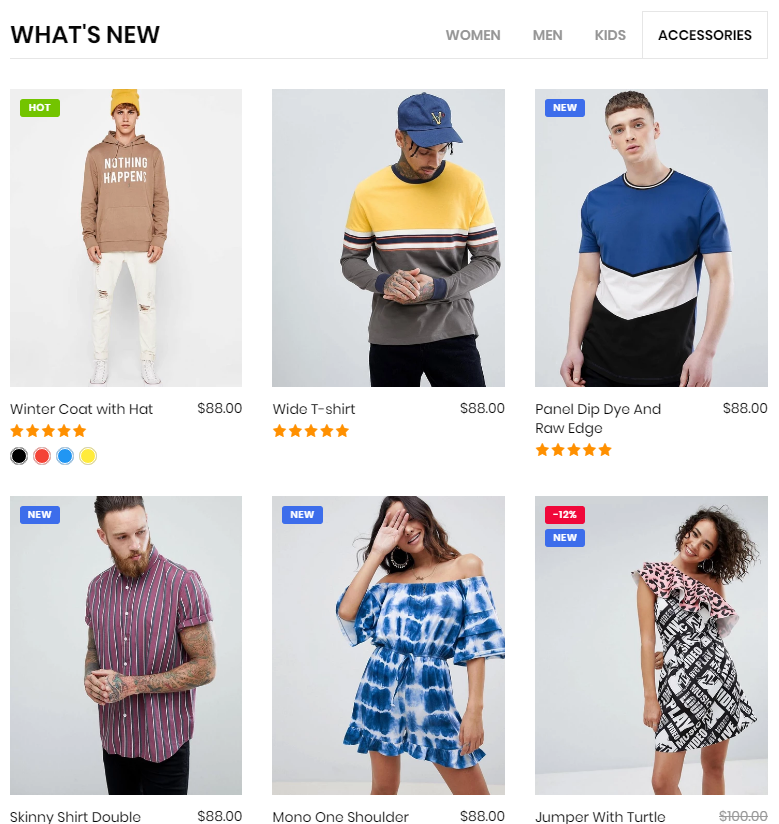 WHAT'S NEW
WOMEN MEN KIDS ACCESSORIES
HOT
NOTHING
HAPPENS
NEW
Winter Coat with Hat $88.00
Wide T-shirt $88.00
Panel Dip Dye And $88.00
Raw Edge
NEW
NEW
-12%
NEW
Skinny Shirt Double $88.00
Mono One Shoulder $88.00
Jumper With Turtle $100.00